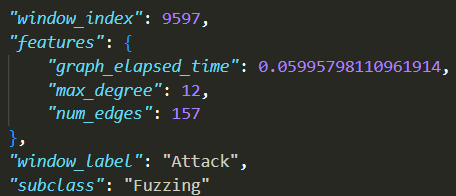 "window_index": 9597,
"features": {
"graph_elapsed_time": 0.05995798110961914,
"max_degree": 12,
"num_edges": 157
},
"window_label": "Attack",
"subclass": "Fuzzing"